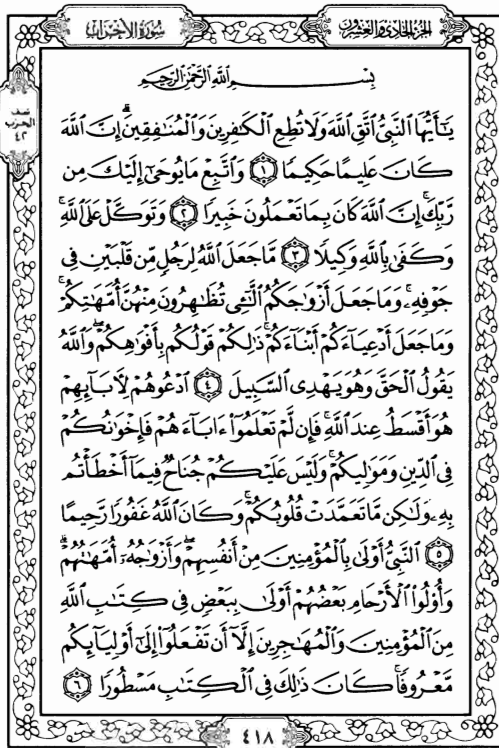 الجزء الحادي والعشرون
سورة الأحزاب
نصف
الحزب
٤٢
بِسْمِ اللَّهِ الرَّحْمَٰنِ الرَّحِيمِ
يَٰٓأَيُّهَا ٱلنَّبِيُّ ٱتَّقِ ٱللَّهَ وَلَا تُطِعِ ٱلْكَٰفِرِينَ وَٱلْمُنَٰفِقِينَۗ إِنَّ ٱللَّهَ
كَانَ عَلِيمًا حَكِيمًا ١ وَٱتَّبِعْ مَا يُوحَىٰٓ إِلَيْكَ مِن
رَّبِّكَۚ إِنَّ ٱللَّهَ كَانَ بِمَا تَعْمَلُونَ خَبِيرًا ٢ وَتَوَكَّلْ عَلَى ٱللَّهِۚ
وَكَفَىٰ بِٱللَّهِ وَكِيلًا ٣ مَّا جَعَلَ ٱللَّهُ لِرَجُلٍ مِّن قَلْبَيْنِ فِي
جَوْفِهِۦۚ وَمَا جَعَلَ أَزْوَٰجَكُمُ ٱلَّٰٓـِٔي تُظَٰهِرُونَ مِنْهُنَّ أُمَّهَٰتِكُمْۚ
وَمَا جَعَلَ أَدْعِيَآءَكُمْ أَبْنَآءَكُمْۚ ذَٰلِكُمْ قَوْلُكُم بِأَفْوَٰهِكُمْۖ وَٱللَّهُ
يَقُولُ ٱلْحَقَّ وَهُوَ يَهْدِي ٱلسَّبِيلَ ٤ ٱدْعُوهُمْ لِأَبَآئِهِمْ
هُوَ أَقْسَطُ عِندَ ٱللَّهِۚ فَإِن لَّمْ تَعْلَمُوٓاْ ءَابَآءَهُمْ فَإِخْوَٰنُكُمْ
فِي ٱلدِّينِ وَمَوَٰلِيكُمْۚ وَلَيْسَ عَلَيْكُمْ جُنَاحٌ فِيمَآ أَخْطَأْتُم
بِهِۦ وَلَٰكِن مَّا تَعَمَّدَتْ قُلُوبُكُمْۚ وَكَانَ ٱللَّهُ غَفُورًا رَّحِيمًا
٥ ٱلنَّبِيُّ أَوْلَىٰ بِٱلْمُؤْمِنِينَ مِنْ أَنفُسِهِمْۖ وَأَزْوَٰجُهُۥٓ أُمَّهَٰتُهُمْۗ
وَأُوْلُواْ ٱلْأَرْحَامِ بَعْضُهُمْ أَوْلَىٰ بِبَعْضٍ فِي كِتَٰبِ ٱللَّهِ
مِنَ ٱلْمُؤْمِنِينَ وَٱلْمُهَٰجِرِينَ إِلَّآ أَن تَفْعَلُوٓاْ إِلَىٰٓ أَوْلِيَآئِكُم
مَّعْرُوفًاۚ كَانَ ذَٰلِكَ فِي ٱلْكِتَٰبِ مَسْطُورًا ٦
٤١٨